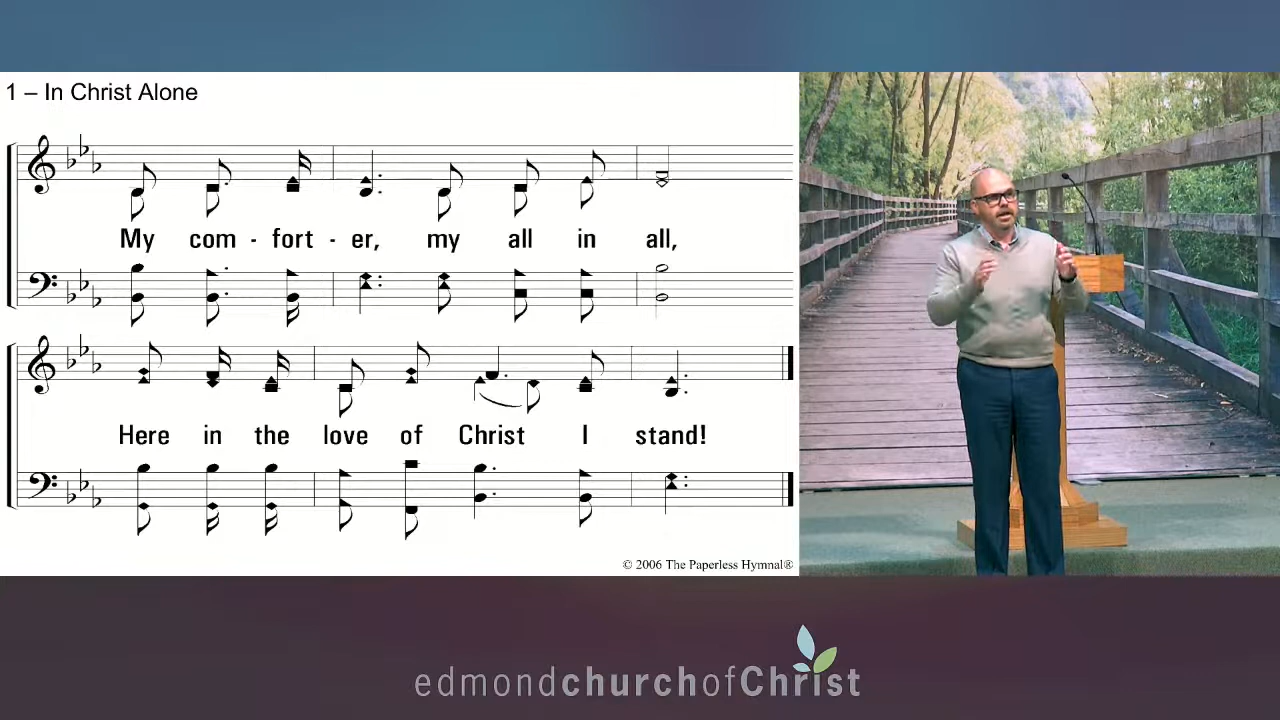 1 – In Christ Alone
My com - fort - er, my all in all,
Here in the love of Christ I stand!
© 2006 The Paperless Hymnal®
edmondchurchofChrist